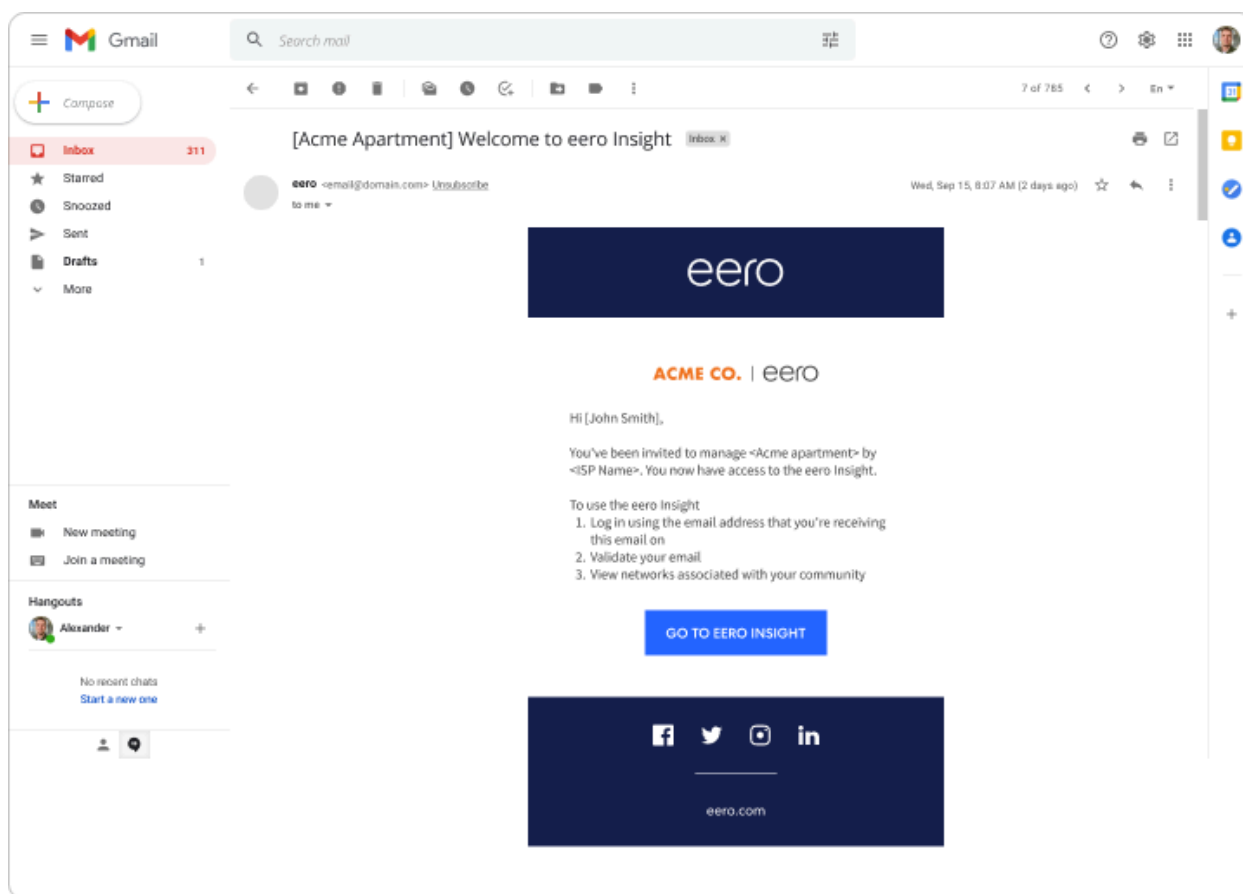 Gmail
Search mail
Compose
7 of 765
En
Inbox 311
Starred
Snoozed
Sent
Drafts 1
More
[Acme Apartment] Welcome to eero Insight Inbox ×
eero <email@domain.com> Unsubscribe
Wed, Sep 15, 8:07 AM (2 days ago)
to me
eero
ACME CO. | eero
Hi [John Smith],
You've been invited to manage <Acme apartment> by
<ISP Name>. You now have access to the eero Insight.
To use the eero Insight
1. Log in using the email address that you're receiving
this email on
2. Validate your email
3. View networks associated with your community
GO TO EERO INSIGHT
eero.com
Meet
New meeting
Join a meeting
Hangouts
Alexander
No recent chats
Start a new one
31